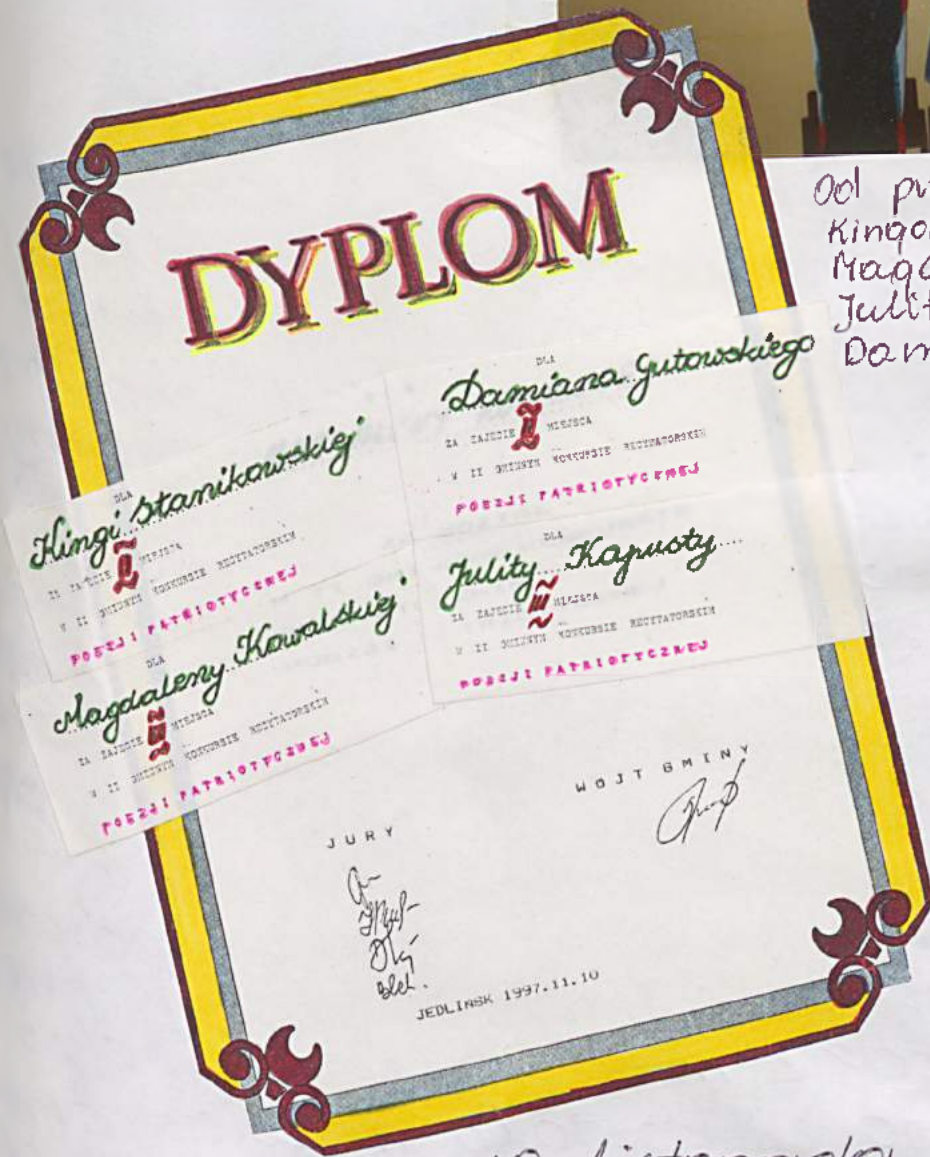 DYPLOM
DLA
Kingi Stanikowskiej
ZA ZAJĘCIE MIEJSCA
W II GMINNYM KONKURSIE RECYTATORSKIM
POEZJI PATRIOTYCZNEJ
DLA
Magdaleny Kowalskiej
ZA ZAJĘCIE III MIEJSCA
W II GMINNYM KONKURSIE RECYTATORSKIM
POEZJI PATRIOTYCZNEJ
DLA
Damiana Gutowskiego
ZA ZAJĘCIE MIEJSCA
W II GMINNYM KONKURSIE RECYTATORSKIM
POEZJI PATRIOTYCZNEJ
DLA
Julity Kapusty
ZA ZAJĘCIE III MIEJSCA
W II GMINNYM KONKURSIE RECYTATORSKIM
POEZJI PATRIOTYCZNEJ
JURY
WÓJT GMINY
JEDLIŃSK 1997.11.10
Od